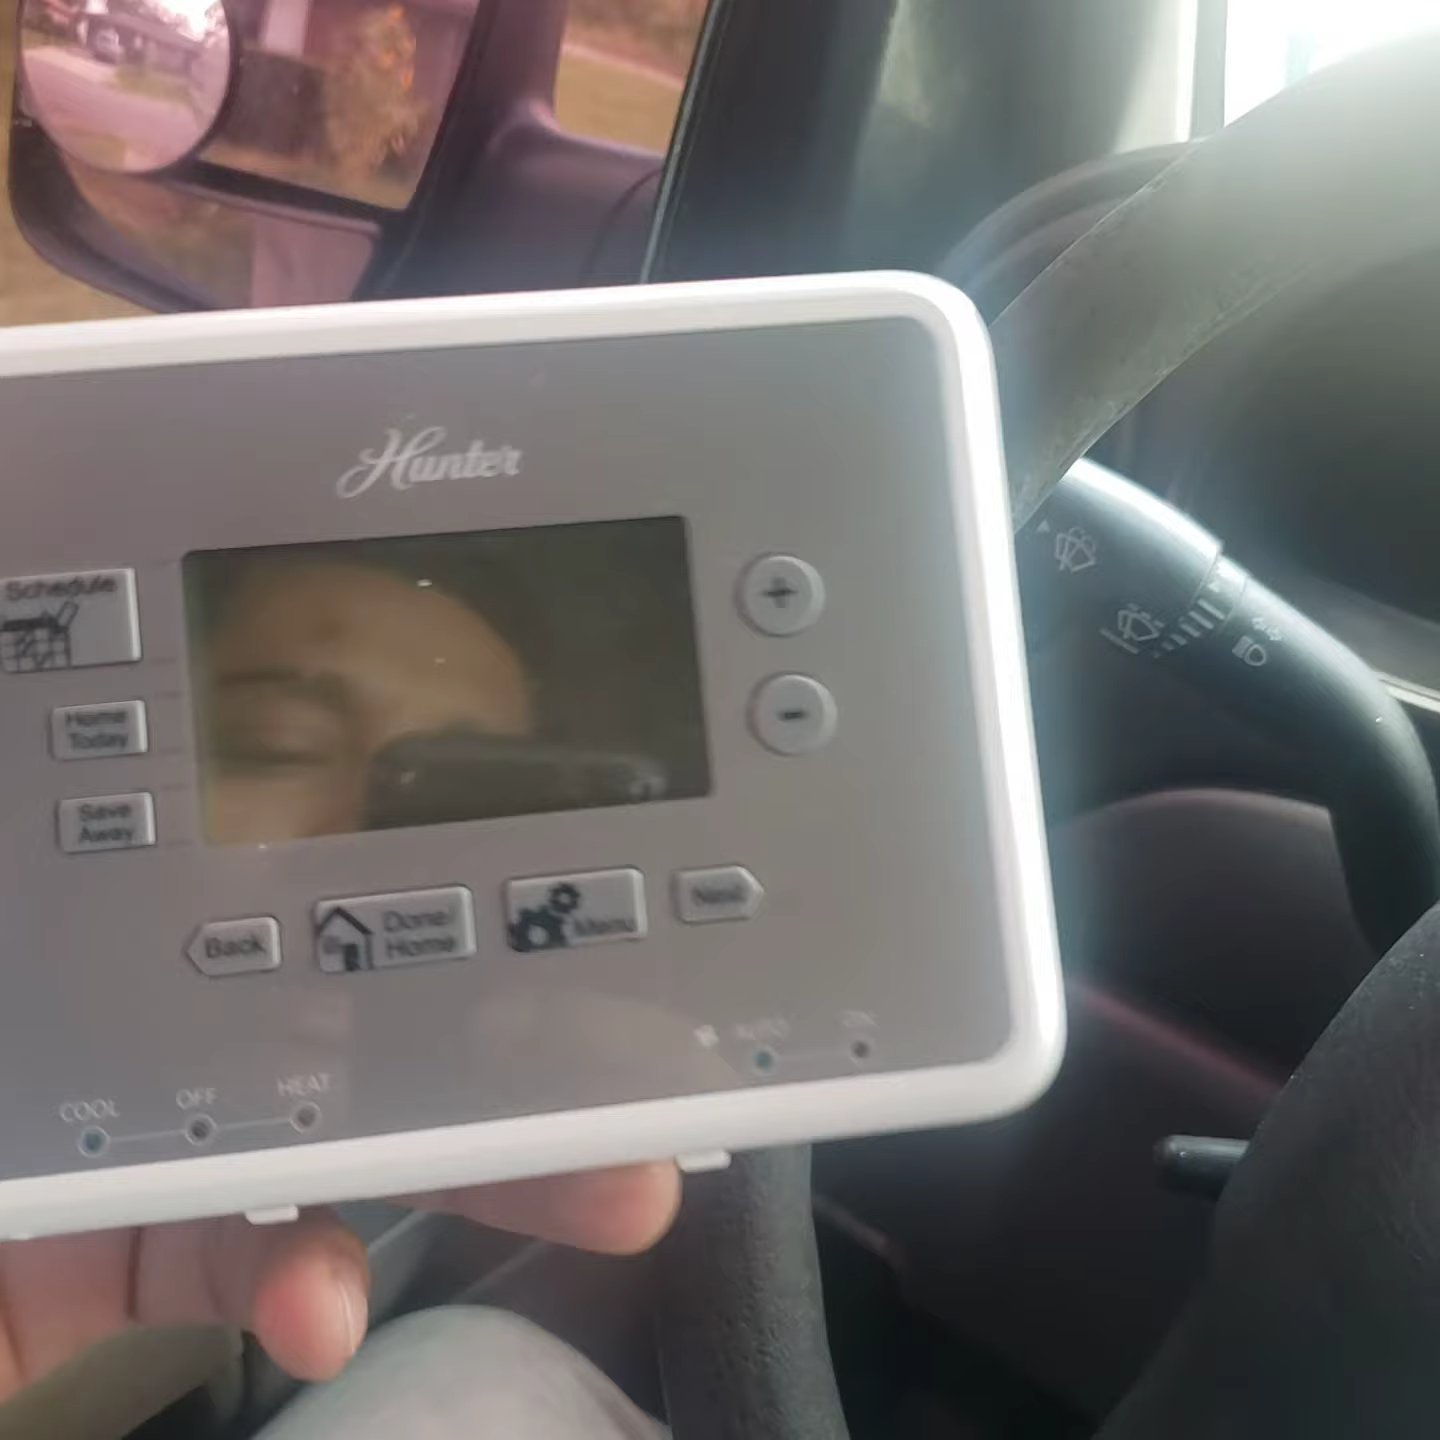 Hunter
Schedule
Home
Today
Save
Away
Back
Done/
Home
Menu
Next
AUTO
ON
COOL
OFF
HEAT